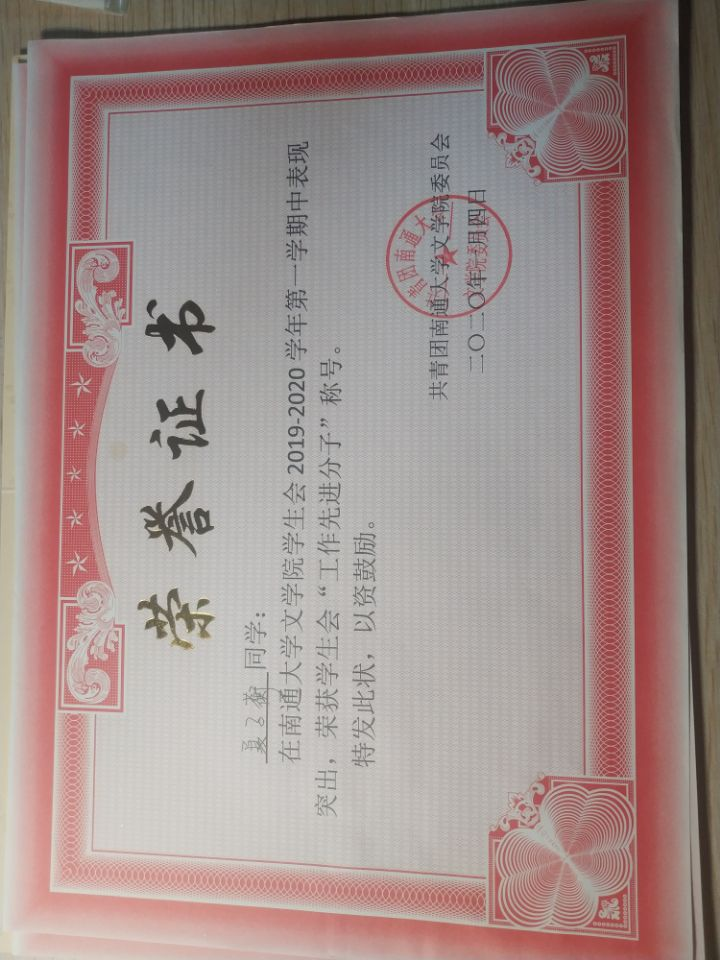 荣誉证书
同学：
在南通大学文学院学生会2019-2020学年第一学期中表现
突出，荣获学生会“工作先进分子”称号。
特发此状，以资鼓励。
共青团南通大学文学院委员会
二〇二〇年一月四日